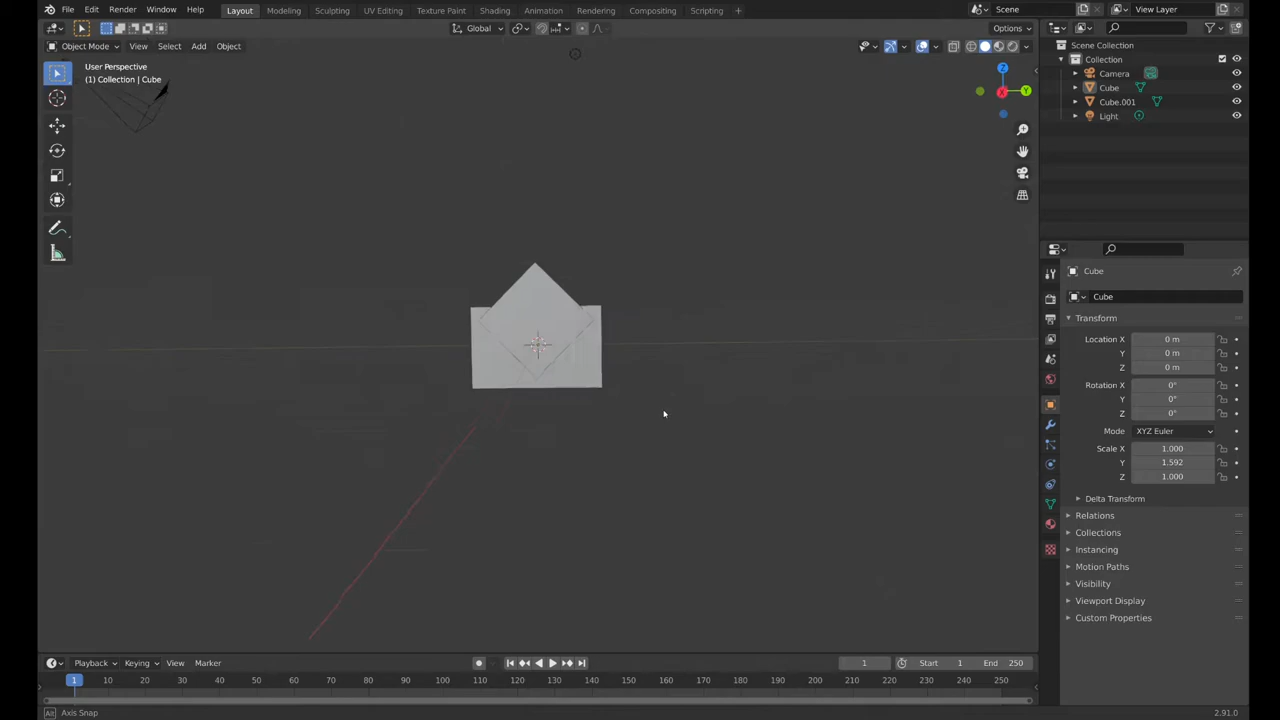 File Edit Render Window Help Layout Modeling Sculpting UV Editing Texture Paint Shading Animation Rendering Compositing Scripting + Scene View Layer
Global Options
Object Mode View Select Add Object
User Perspective
(1) Collection | Cube
Z
X Y
Scene Collection
Collection
Camera
Cube
Cube.001
Light
Cube
Cube
Transform
Location X 0 m
Y 0 m
Z 0 m
Rotation X 0°
Y 0°
Z 0°
Mode XYZ Euler
Scale X 1.000
Y 1.592
Z 1.000
Delta Transform
Relations
Collections
Instancing
Motion Paths
Visibility
Viewport Display
Custom Properties
Playback Keying View Marker 1 Start 1 End 250
1 10 20 30 40 50 60 70 80 90 100 110 120 130 140 150 160 170 180 190 200 210 220 230 240 250
Alt Axis Snap 2.91.0